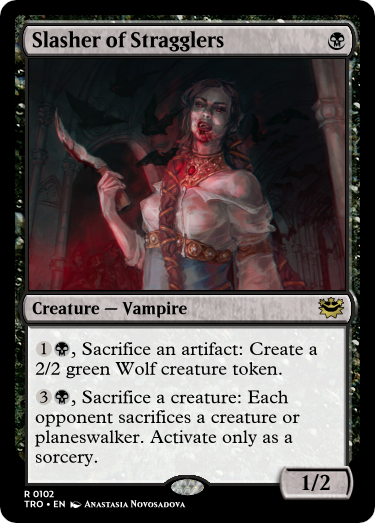 Slasher of Stragglers
Creature — Vampire
1, Sacrifice an artifact: Create a
2/2 green Wolf creature token.
3, Sacrifice a creature: Each
opponent sacrifices a creature or
planeswalker. Activate only as a
sorcery.
1/2
R 0102
TRO • EN Anastasia Novosadova